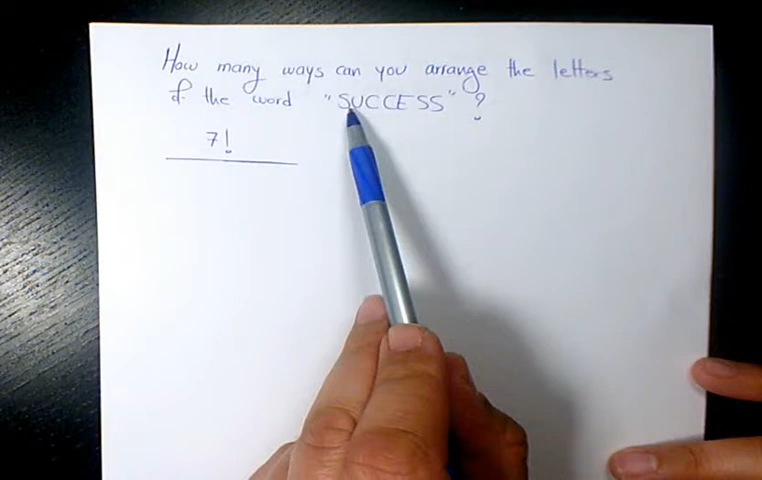 How many ways can you arrange the letters
of the word "SUCCESS" ?
7!